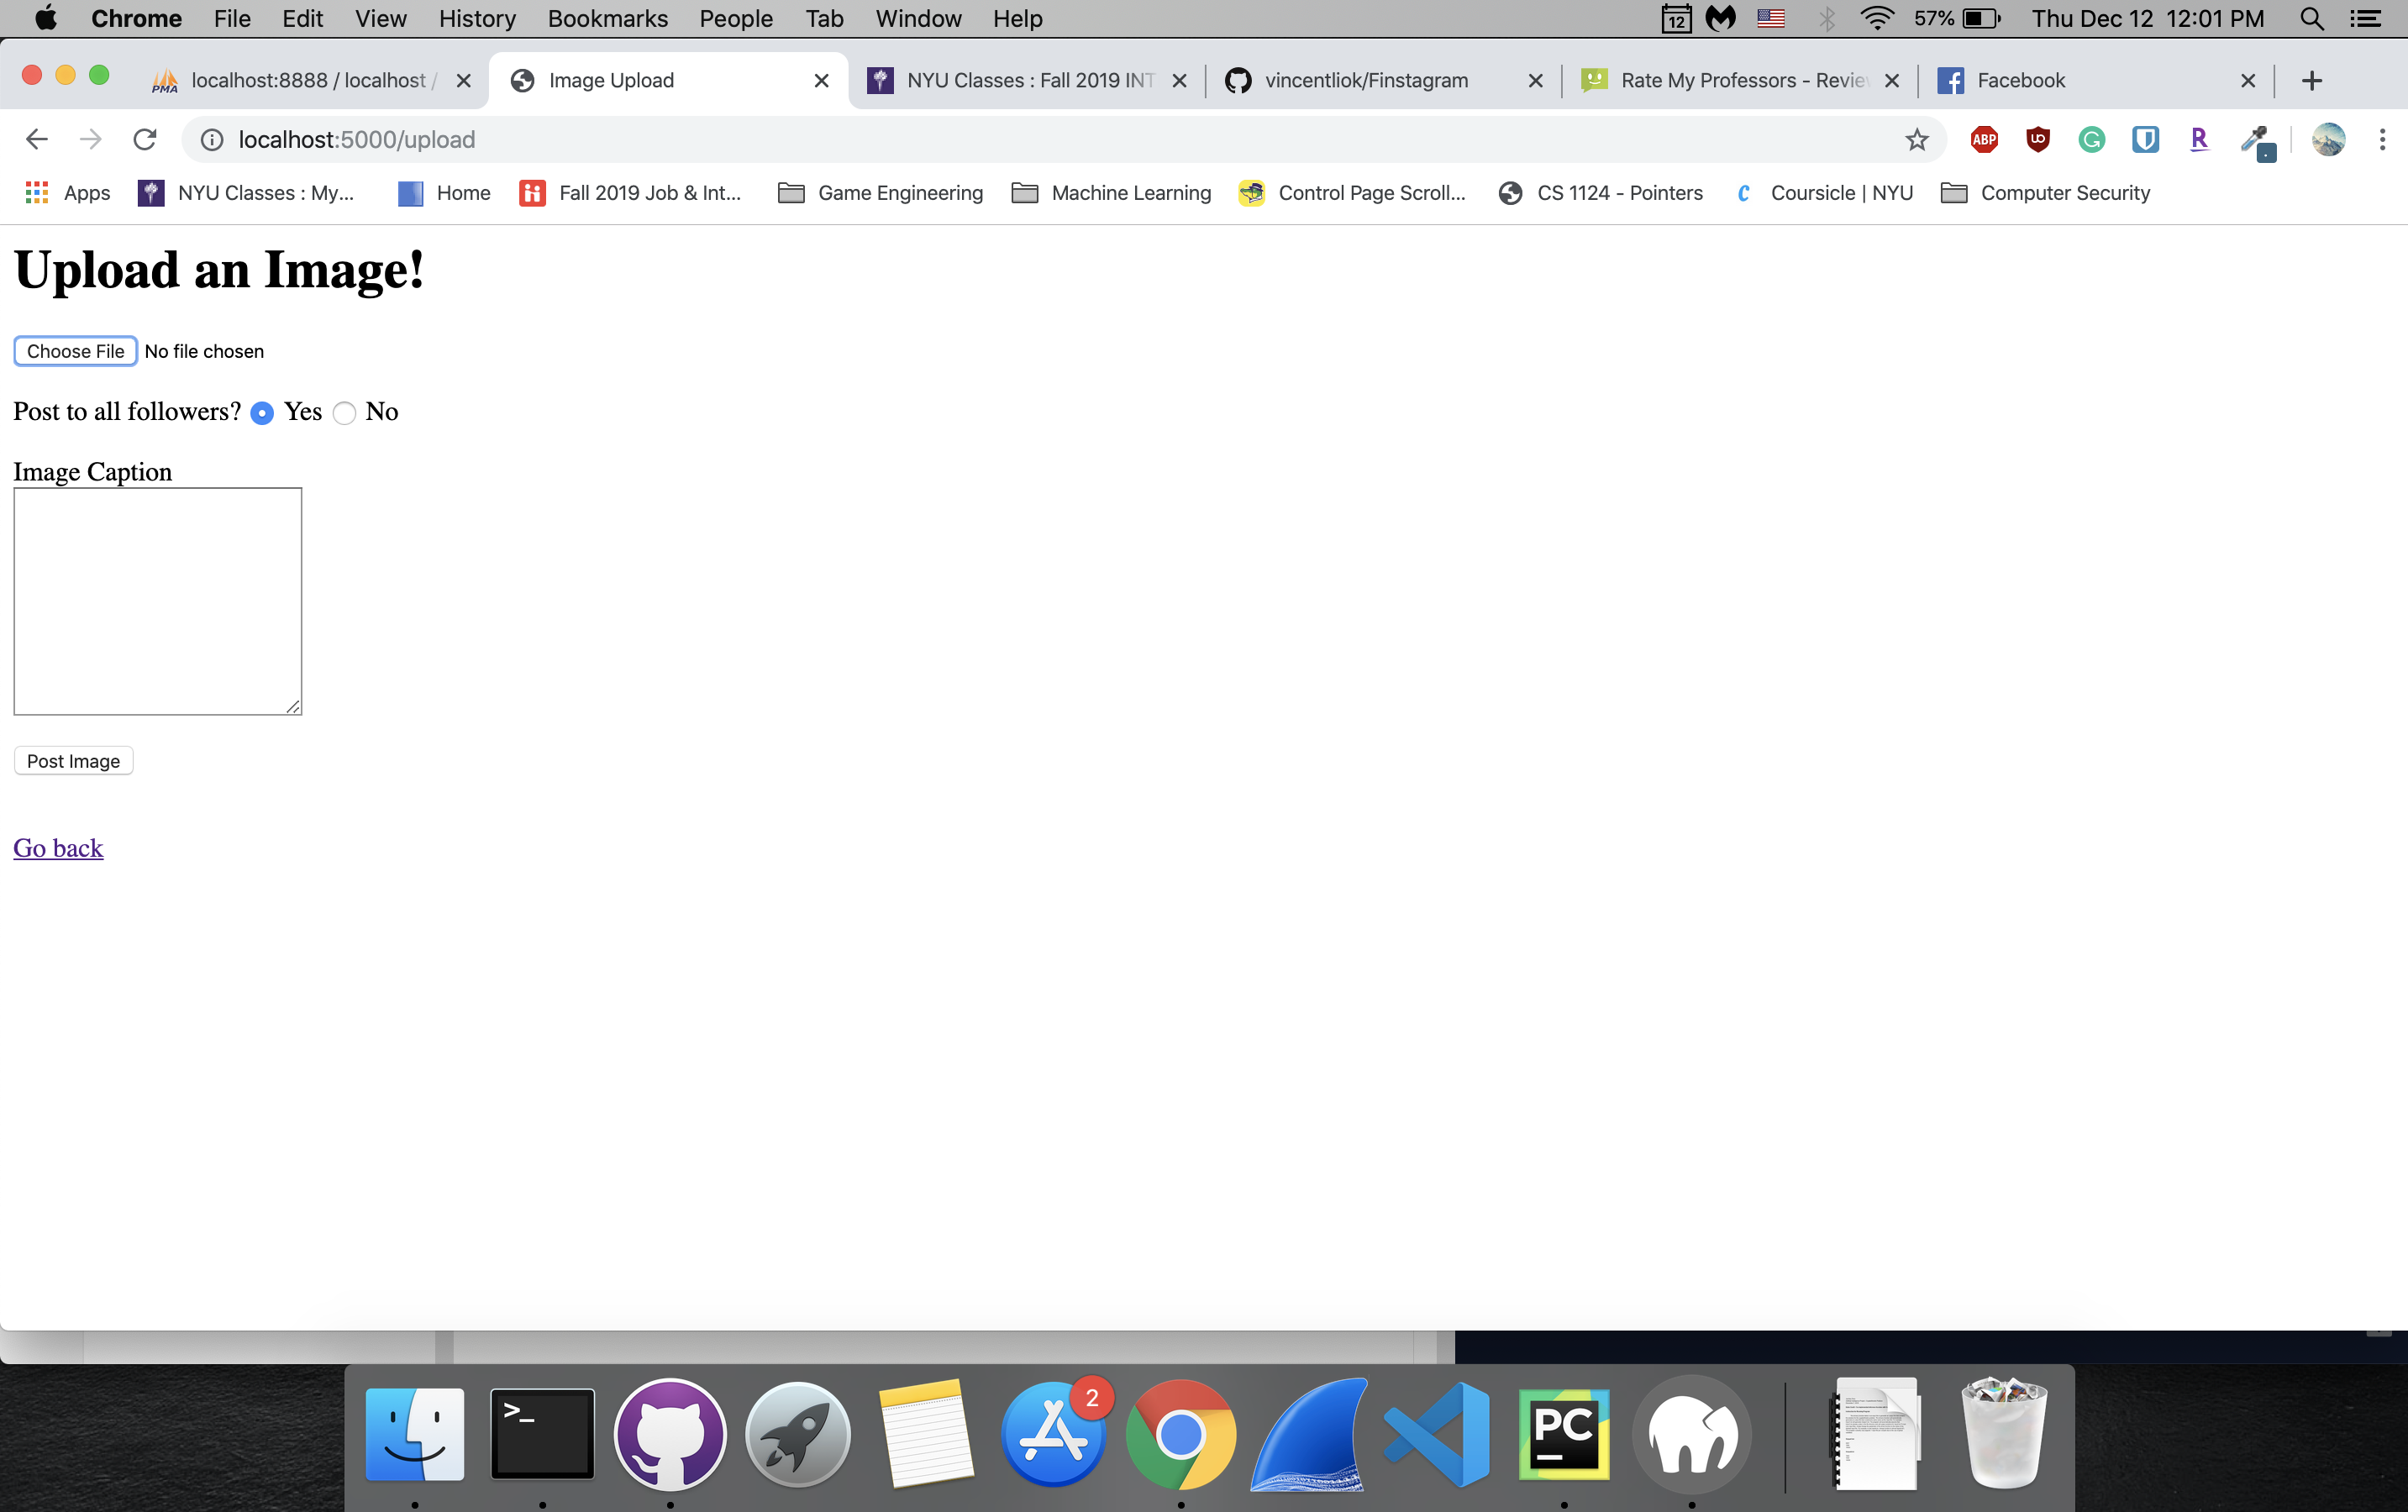 Chrome File Edit View History Bookmarks People Tab Window Help 12 57% Thu Dec 12 12:01 PM
PMA localhost:8888 / localhost / Image Upload NYU Classes : Fall 2019 INT vincentliok/Finstagram Rate My Professors - Revie Facebook
localhost:5000/upload ABP R
Apps NYU Classes : My... Home Fall 2019 Job & Int... Game Engineering Machine Learning Control Page Scroll... CS 1124 - Pointers Coursicle | NYU Computer Security
Upload an Image!
Choose File No file chosen
Post to all followers? Yes No
Image Caption
Post Image
Go back
>_ 2 PC